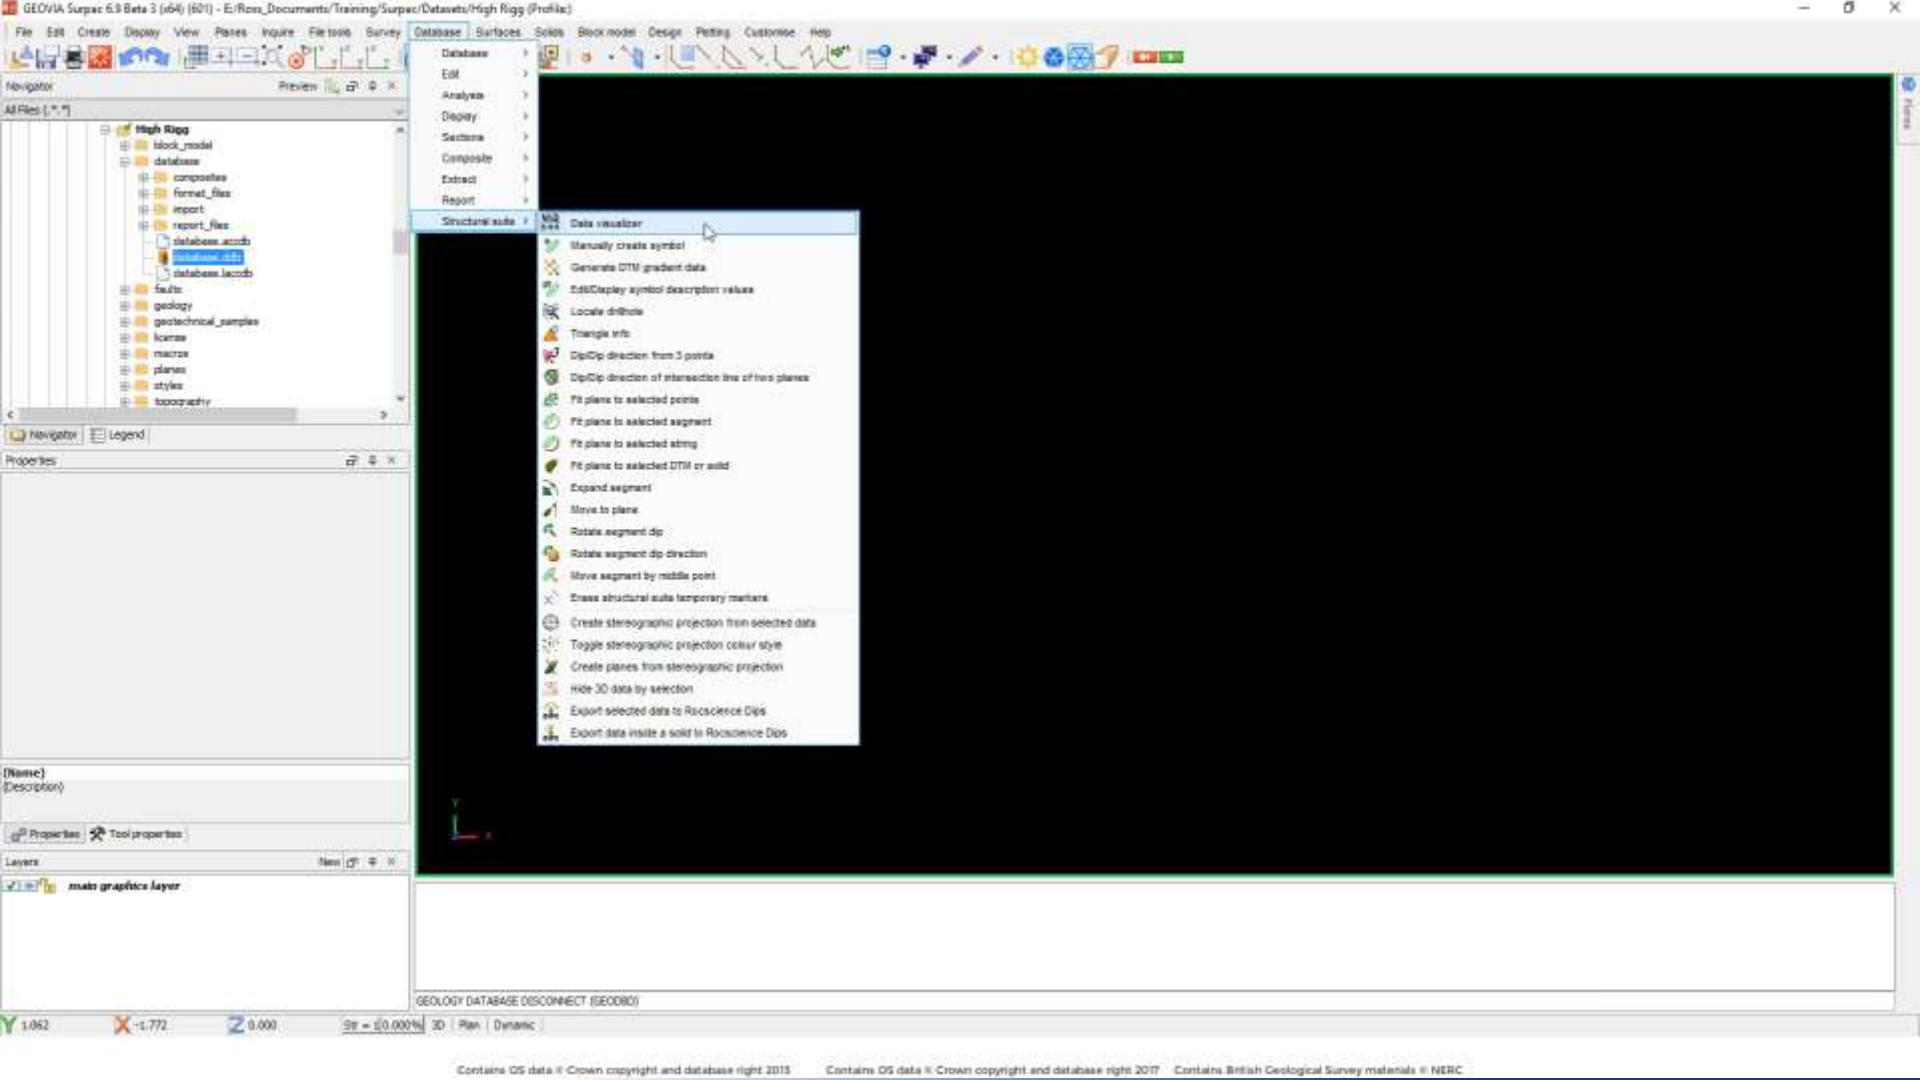 GEOVIA Surpac 6.9 Beta 3 (x64) (601) - E:/Ross_Documents/Training/Surpac/Datasets/High Rigg (Profile:)
File Edit Create Display View Planes Inquire File tools Survey Database Surfaces Solids Block model Design Plotting Customise Help
Navigator Preview
All Files (*.*)
High Rigg
block_model
database
composites
format_files
import
report_files
database.accdb
database.ddb
database.laccdb
faults
geology
geotechnical_samples
license
macros
planes
styles
topography
Navigator Legend
Properties
(Name)
(Description)
Properties Tool properties
Layers New
main graphics layer
Database
Edit
Analysis
Display
Sections
Composite
Extract
Report
Structural suite
Data visualizer
Manually create symbol
Generate DTM gradient data
Edit/Display symbol description values
Locate drillhole
Triangle info
Dip/Dip direction from 3 points
Dip/Dip direction of intersection line of two planes
Fit plane to selected points
Fit plane to selected segment
Fit plane to selected string
Fit plane to selected DTM or solid
Expand segment
Move to plane
Rotate segment dip
Rotate segment dip direction
Move segment by middle point
Erase structural suite temporary markers
Create stereographic projection from selected data
Toggle stereographic projection colour style
Create planes from stereographic projection
Hide 3D data by selection
Export selected data to Rocscience Dips
Export data inside a solid to Rocscience Dips
Planes
Y
X
GEOLOGY DATABASE DISCONNECT (GEODBD)
Y 1.062 X -1.772 Z 0.000 Str = 1 0.000% 3D Plan Dynamic
Contains OS data © Crown copyright and database right 2013 Contains OS data © Crown copyright and database right 2017 Contains British Geological Survey materials © NERC